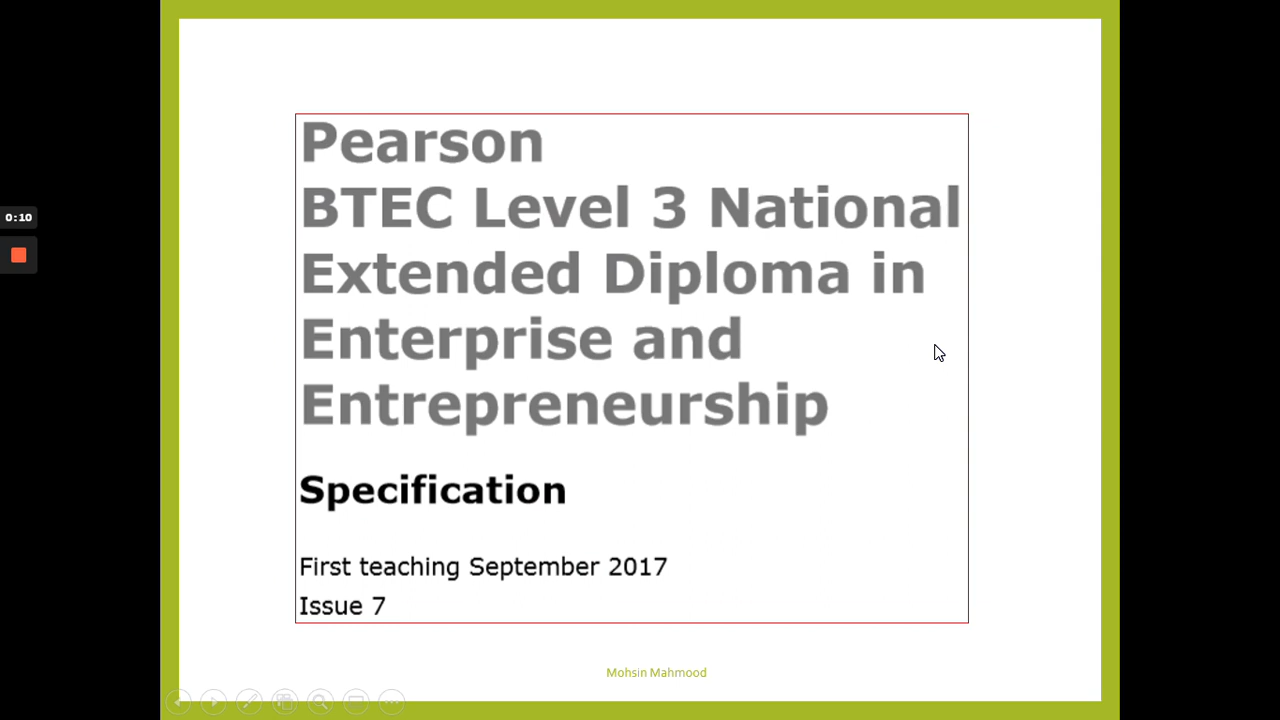 Pearson
BTEC Level 3 National
Extended Diploma in
Enterprise and
Entrepreneurship
Specification
First teaching September 2017
Issue 7
Mohsin Mahmood
0:10